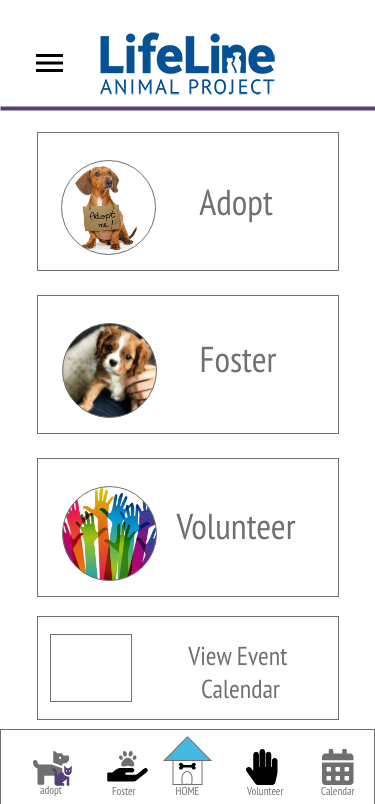 LifeLine
ANIMAL PROJECT
Adopt
me!
Adopt
Foster
Volunteer
View Event
Calendar
adopt
Foster
HOME
Volunteer
Calendar